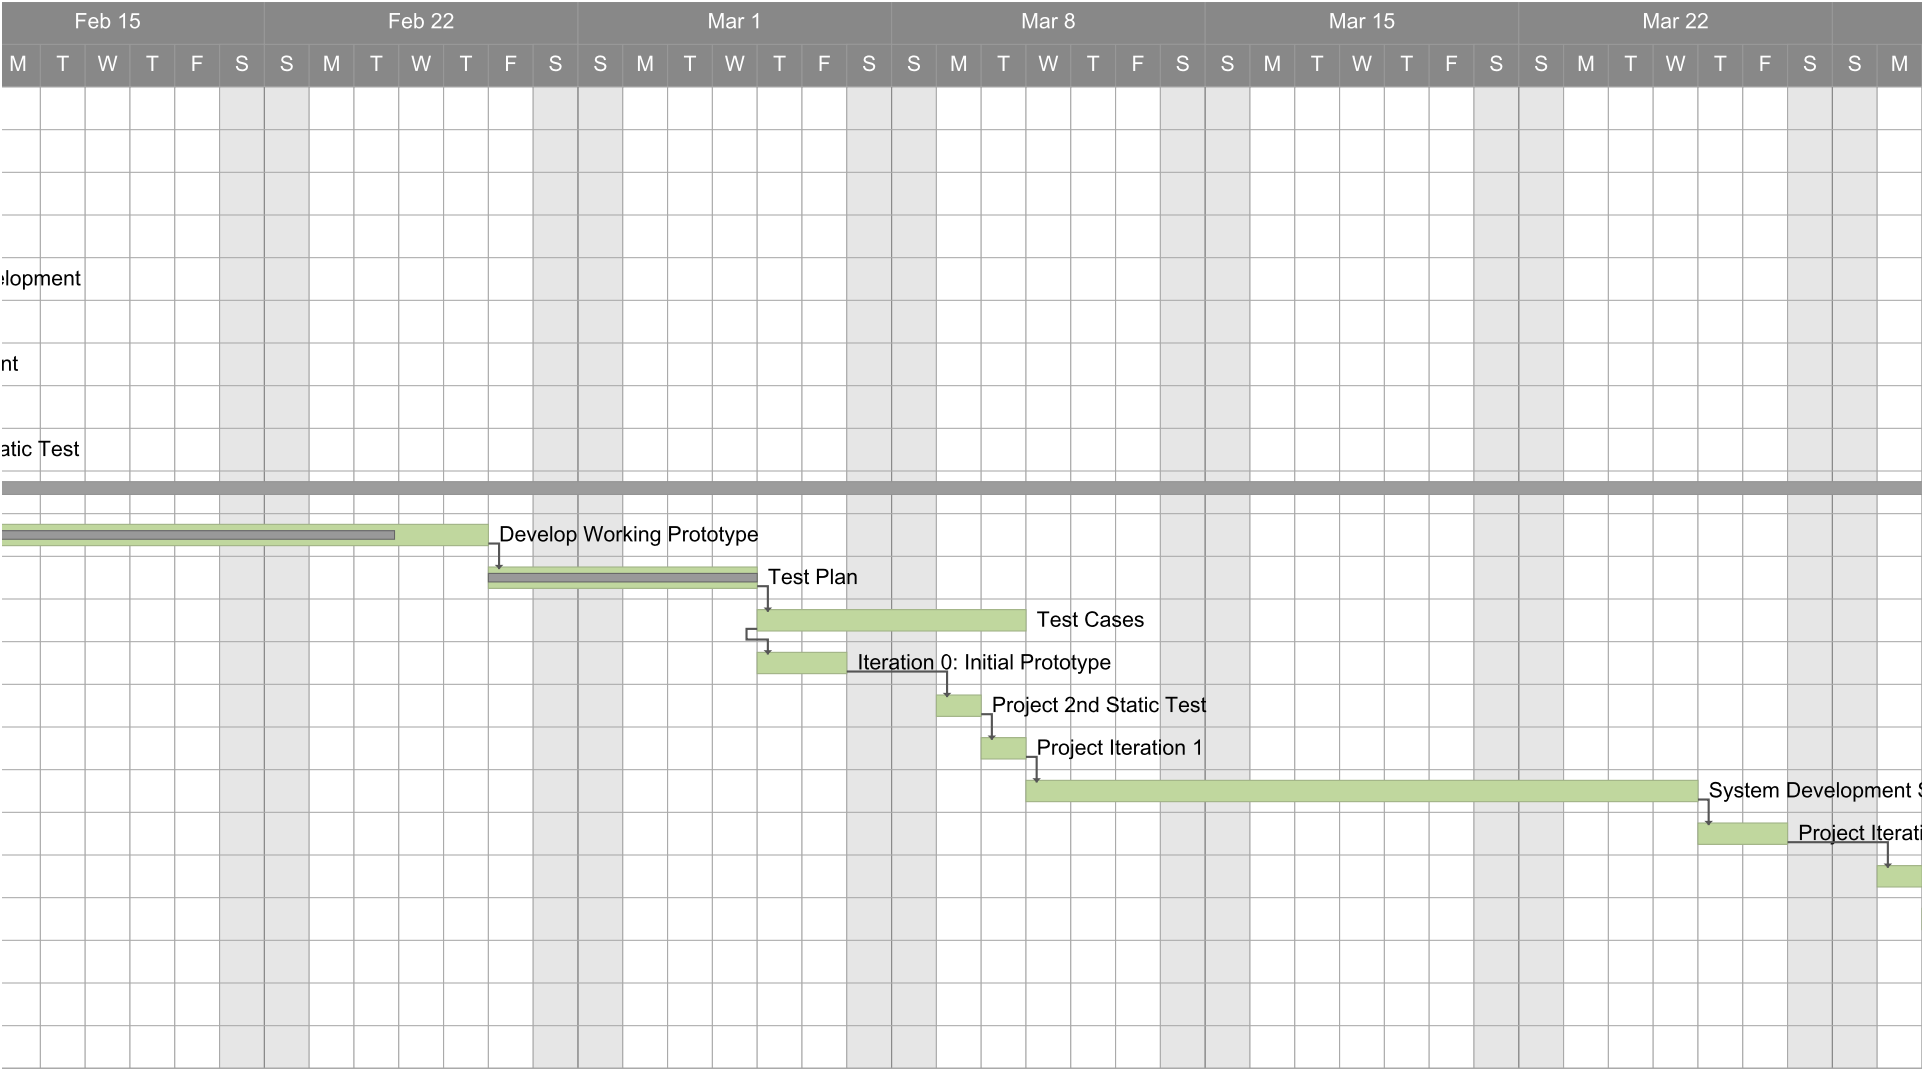 Feb 15 Feb 22 Mar 1 Mar 8 Mar 15 Mar 22
M T W T F S S M T W T F S S M T W T F S S M T W T F S S M T W T F S S M T W T F S S M
elopment
nt
atic Test
Develop Working Prototype
Test Plan
Test Cases
Iteration 0: Initial Prototype
Project 2nd Static Test
Project Iteration 1
System Development S
Project Iterati